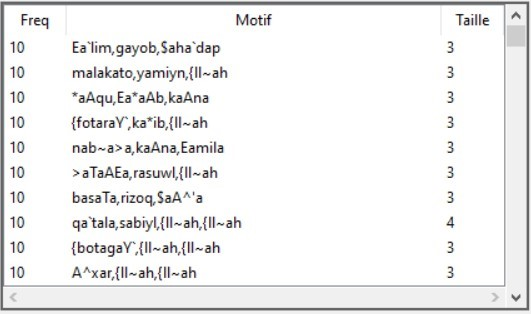 Freq Motif Taille
10 Ea`lim,gayob,$aha`dap 3
10 malakato,yamiyn,{ll~ah 3
10 *aAqu,Ea*aAb,kaAna 3
10 {fotaraY`,ka*ib,{ll~ah 3
10 nab~a>a,kaAna,Eamila 3
10 >aTaAEa,rasuwl,{ll~ah 3
10 basaTa,rizoq,$aA^'a 3
10 qa`tala,sabiyl,{ll~ah,{ll~ah 4
10 {botagaY`,{ll~ah,{ll~ah 3
10 A^xar,{ll~ah,{ll~ah 3